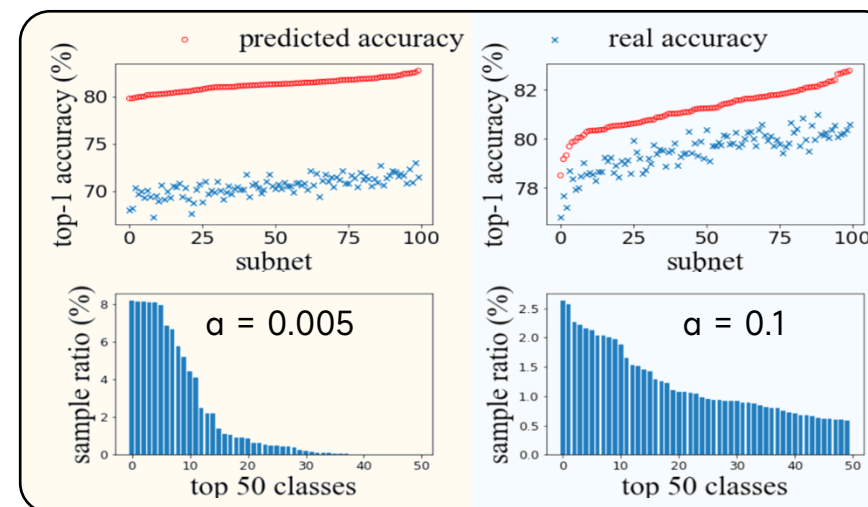 predicted accuracy
real accuracy
top-1 accuracy (%)
80
75
70
0 25 50 75 100
subnet
top-1 accuracy (%)
82
80
78
0 25 50 75 100
subnet
sample ratio (%)
8
6
4
2
0
α = 0.005
0 10 20 30 40 50
top 50 classes
sample ratio (%)
2.5
2.0
1.5
1.0
0.5
0.0
α = 0.1
0 10 20 30 40 50
top 50 classes